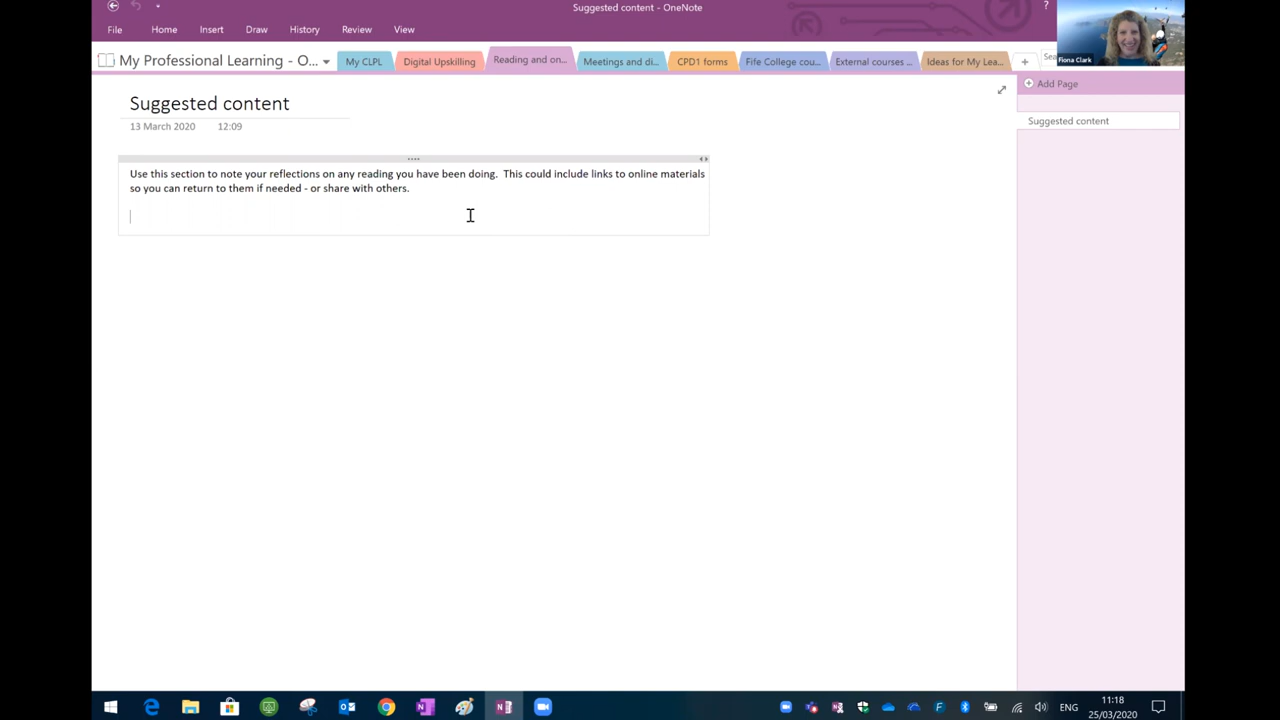 Suggested content - OneNote
?
File
Home
Insert
Draw
History
Review
View
My Professional Learning - O...
My CLPL
Digital Upskilling
Reading and on...
Meetings and di...
CPD1 forms
Fife College cou...
External courses ...
Ideas for My Lea...
+
Sea
Fiona Clark
Suggested content
13 March 2020 12:09
Use this section to note your reflections on any reading you have been doing. This could include links to online materials
so you can return to them if needed - or share with others.
Add Page
Suggested content
ENG
11:18
25/03/2020